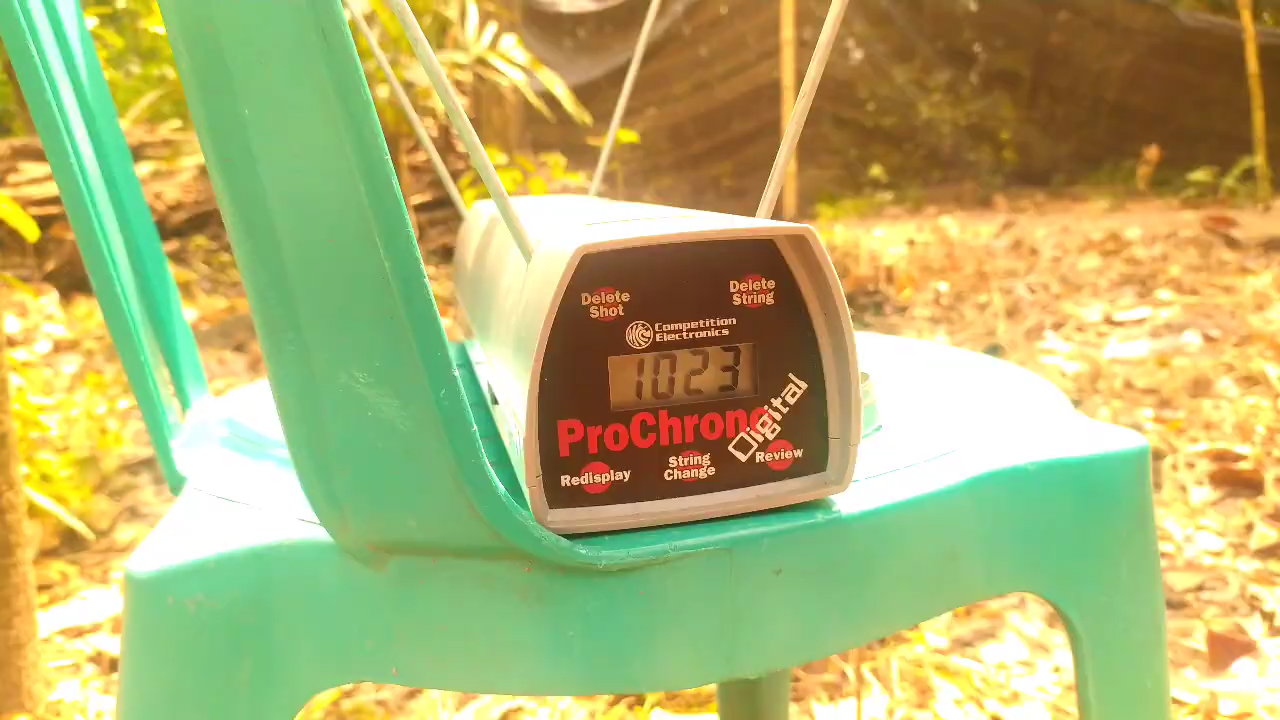 Delete
Shot
Delete
String
Competition
Electronics
1023
ProChrono
Digital
Redisplay
String
Change
Review